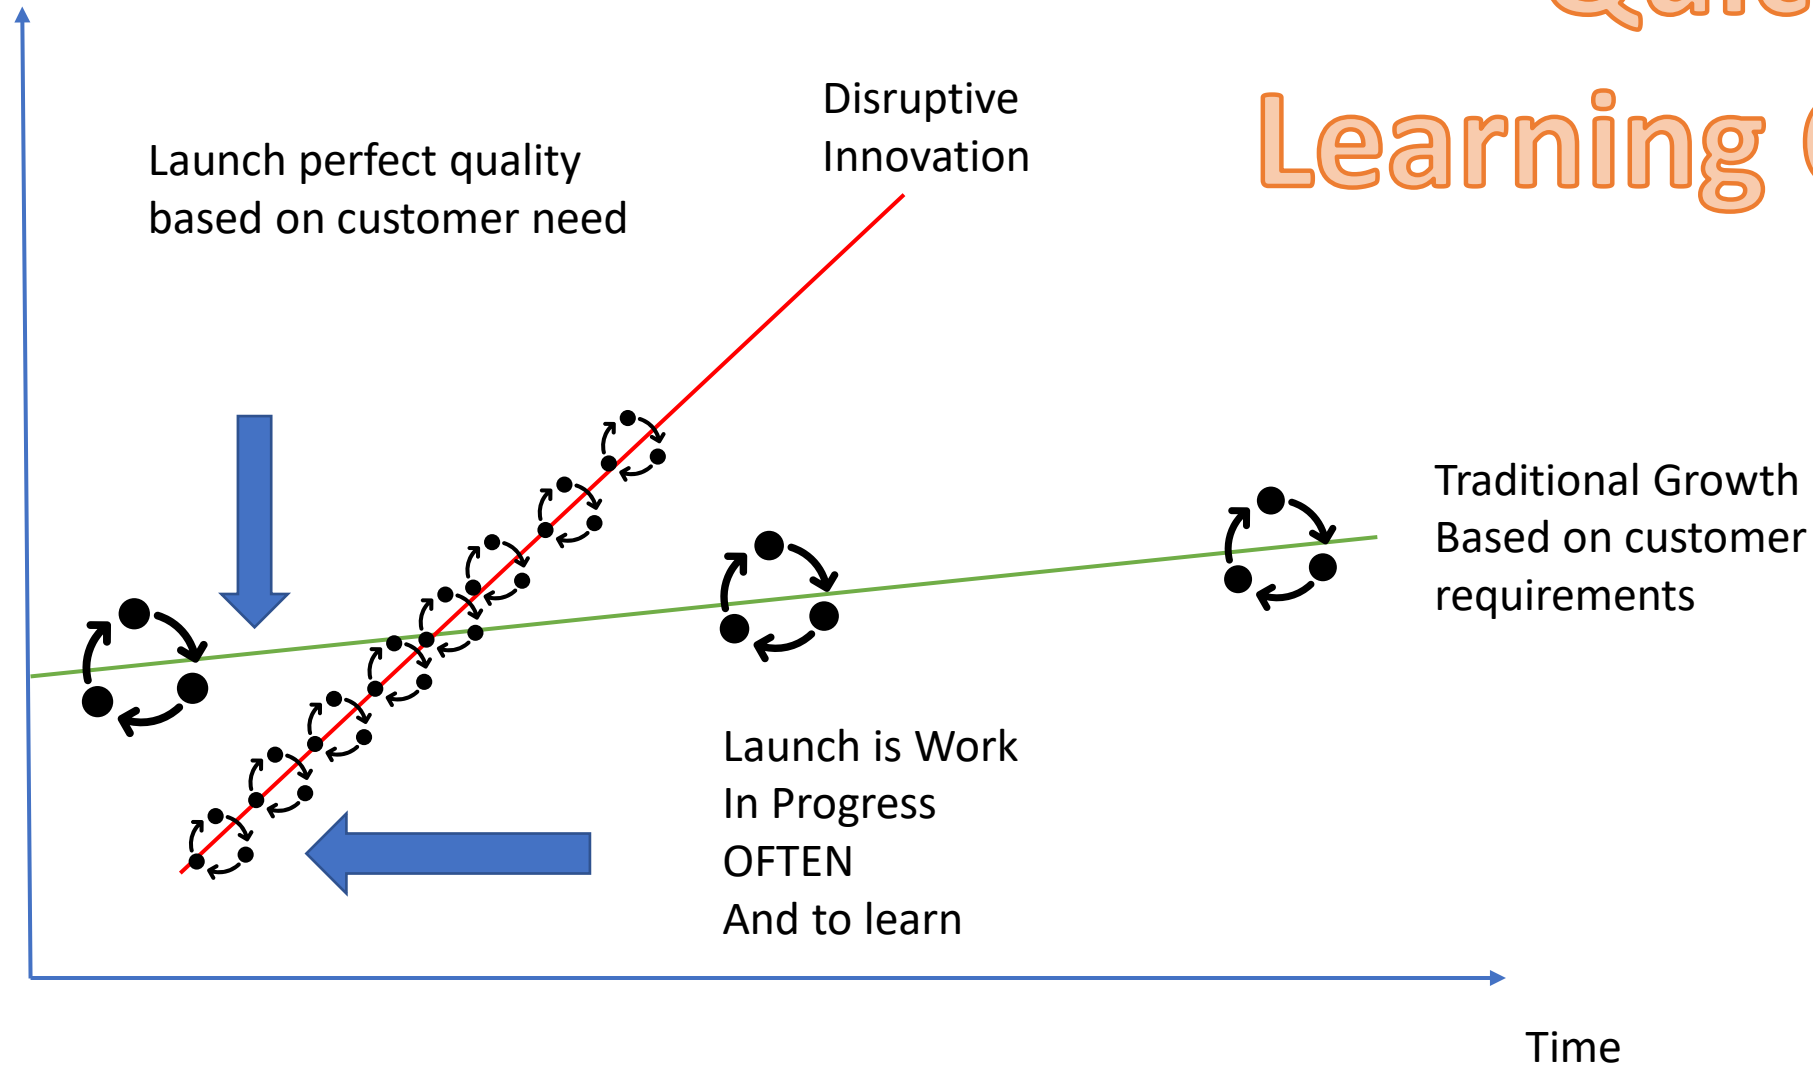 Learning
Disruptive
Innovation
Launch perfect quality
based on customer need
Traditional Growth
Based on customer
requirements
Launch is Work
In Progress
OFTEN
And to learn
Time